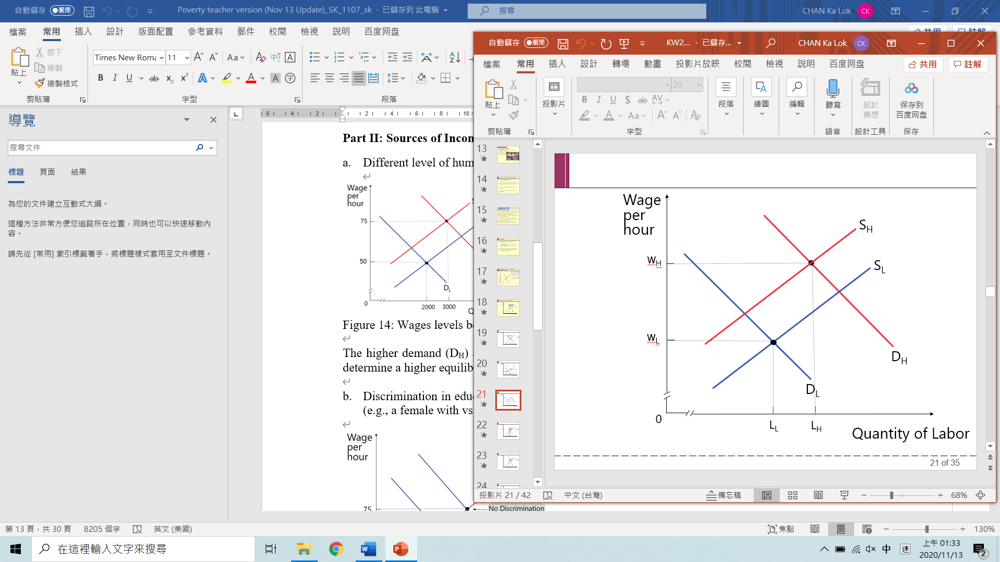 自動儲存 關閉 Poverty teacher version (Nov 13 Update)_SK_1107_sk - 已儲存到 此電腦 搜尋 CHAN Ka Lok CK
檔案 常用 插入 設計 版面配置 參考資料 郵件 校閱 檢視 說明 百度网盘
貼上 剪下 複製 複製格式
Times New Roma 11 Aa
B I U ab x₂ x² A
剪貼簿 字型 段落
導覽
搜尋文件
標題 頁面 結果
為您的文件建立互動式大綱。
這種方法非常方便您追蹤所在位置，同時也可以快速移動內
容。
請先從 [常用] 索引標籤著手，將標題樣式套用至文件標題。
6 4 2 2 4 6 8 10
Part II: Sources of Incon
a. Different level of hum
Wage
per
hour
75
50
0
2000 3000
D_L
Figure 14: Wages levels be
The higher demand (D_H)
determine a higher equilib
b. Discrimination in edu
(e.g., a female with vs
Wage
per
hour
75
No Discrimination
自動儲存 關閉 KW2... - 已儲存... CHAN Ka Lok CK
檔案 常用 插入 設計 轉場 動畫 投影片放映 校閱 檢視 說明 百度网盘 共用 註解
貼上 投影片 20 段落 繪圖 編輯 聽寫 設計構想 保存到百度网盘
B I U S ab AV
A Aa
剪貼簿 字型 語音 設計工具 保存
13
14
15
16
17
18
19
20
21
22
23
24
Wage
per
hour
S_H
W_H
S_L
W_L
D_H
D_L
0
L_L L_H
Quantity of Labor
21 of 35
投影片 21 / 42 中文 (台灣) 備忘稿 68%
第 13 頁，共 30 頁 8205 個字 英文 (美國) 焦點 130%
在這裡輸入文字來搜尋
中 速 上午 01:33
2020/11/13 2